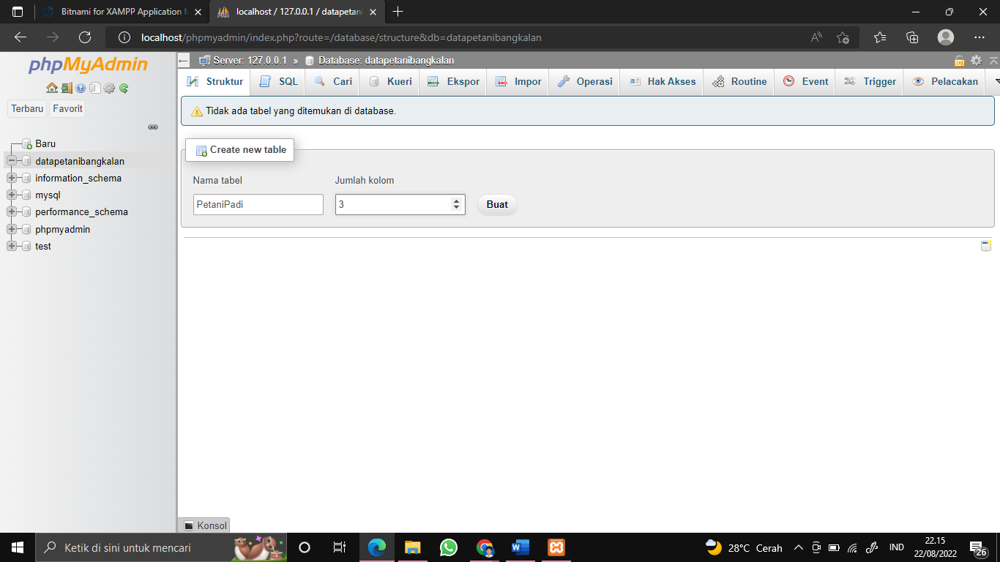 Bitnami for XAMPP Application M
localhost / 127.0.0.1 / datapetani
localhost/phpmyadmin/index.php?route=/database/structure&db=datapetanibangkalan
phpMyAdmin
Terbaru Favorit
Baru
datapetanibangkalan
information_schema
mysql
performance_schema
phpmyadmin
test
Server: 127.0.0.1 » Database: datapetanibangkalan
Struktur SQL Cari Kueri Ekspor Impor Operasi Hak Akses Routine Event Trigger Pelacakan
Tidak ada tabel yang ditemukan di database.
Create new table
Nama tabel Jumlah kolom
PetaniPadi 3 Buat
Konsol
Ketik di sini untuk mencari
28°C Cerah
IND
22.15
22/08/2022
26